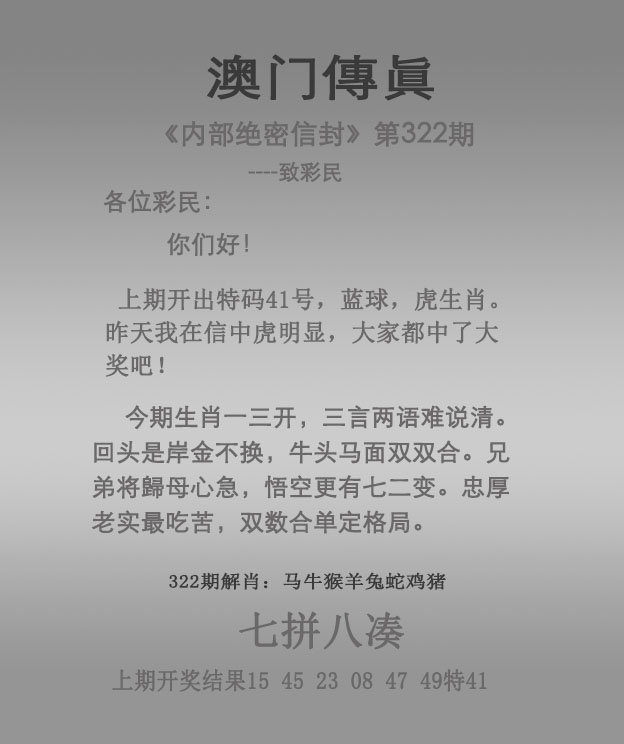 澳门傳眞
《内部绝密信封》第322期
----致彩民
各位彩民：
你们好！
上期开出特码41号，蓝球，虎生肖。
昨天我在信中虎明显，大家都中了大
奖吧！
今期生肖一三开，三言两语难说清。
回头是岸金不换，牛头马面双双合。兄
弟将歸母心急，悟空更有七二变。忠厚
老实最吃苦，双数合单定格局。
322期解肖：马牛猴羊兔蛇鸡猪
七拼八凑
上期开奖结果15 45 23 08 47 49特41